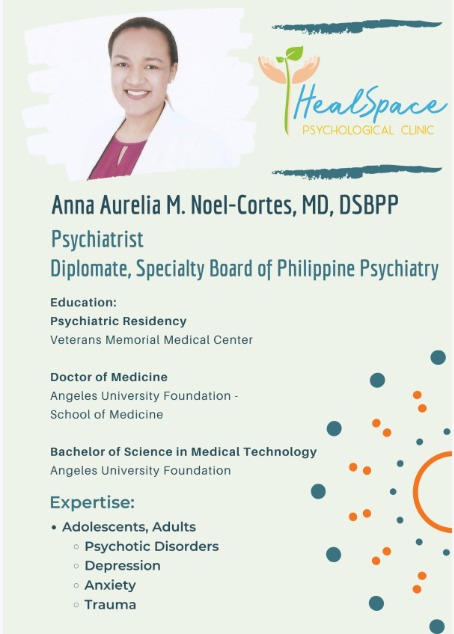 HealSpace
PSYCHOLOGICAL CLINIC
Anna Aurelia M. Noel-Cortes, MD, DSBPP
Psychiatrist
Diplomate, Specialty Board of Philippine Psychiatry
Education:
Psychiatric Residency
Veterans Memorial Medical Center
Doctor of Medicine
Angeles University Foundation -
School of Medicine
Bachelor of Science in Medical Technology
Angeles University Foundation
Expertise:
• Adolescents, Adults
○ Psychotic Disorders
○ Depression
○ Anxiety
○ Trauma